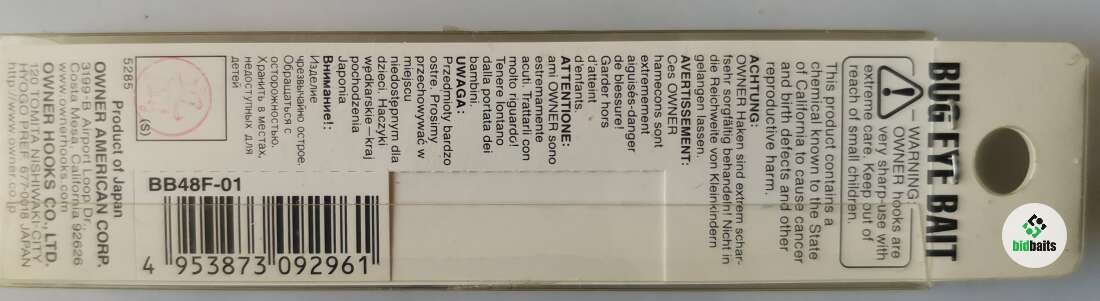 BUG EYE BAIT
WARNING
OWNER hooks are
very sharp-use with
extreme care. Keep out of
reach of small children.
This product contains a
chemical known to the State
of California to cause cancer
and birth defects and other
reproductive harm.
ACHTUNG:
OWNER Haken sind extrem schar-
fsehr sorgfältig behandeln! Nicht in
die reichweite von Kleinkindern
gelangen lassen.
AVERTISSEMENT:
Ces OWNER
hamecons sont
extrememént
aiguisés-danger
de blessure!
Garder hors
d'atteint
d'enfants.
ATTENTIONE:
ami OWNER sono
estremamente
acuti. Trattarli con
molto riguardo!
Tenere lontano
dalla portata dei
bambni.
UWAGA:
Przedmioty bardzo
ostre. Prosimy
przechowywać w
miejscu
niedostępnyn dla
dzieci. Haczyki
wędkarskie–kraj
pochodzenia
Japonia
Внимание!:
Изделие
чрезвычайно острое.
Обращаться с
осторожностью.
Хранить в местах,
недоступных для
детей
(S)
5285
Product of Japan
OWNER AMERICAN CORP.
3199-B Airport Loop Dr.,
Costa Mesa, California 92626
www.ownerhooks.com
OWNER HOOKS CO., LTD.
120 TOMITA NISHIWAKI-CITY
HYOGO PREF. 677-0018 JAPAN
http://www.owner.co.jp
BB48F-01
4 953873 092961
bidbaits